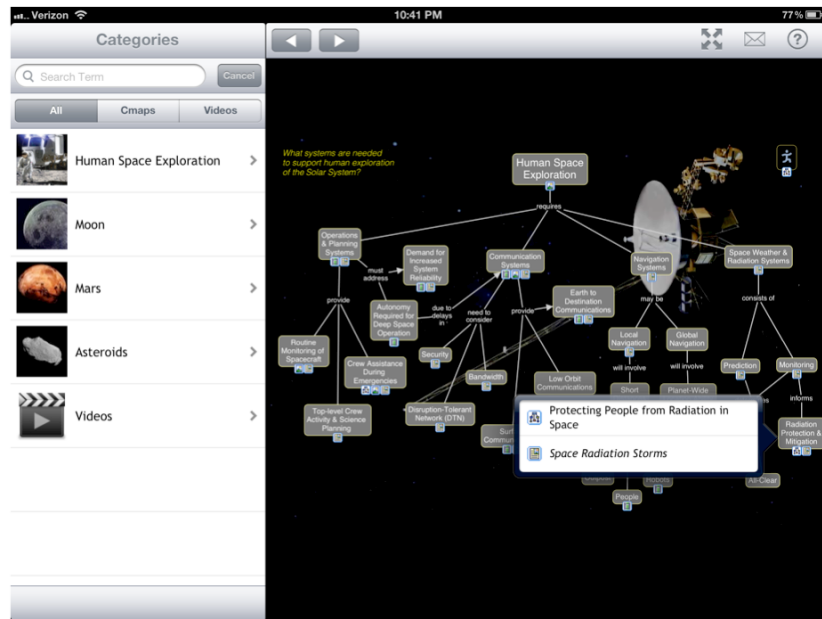 Verizon
10:41 PM
77%
Categories
Search Term
Cancel
All
Cmaps
Videos
Human Space Exploration
Moon
Mars
Asteroids
Videos
What systems are needed
to support human exploration
of the Solar System?
Human Space
Exploration
requires
Operations
& Planning
Systems
must
address
Demand for
Increased
System
Reliability
Communication
Systems
Navigation
Systems
Space Weather &
Radiation Systems
provide
Autonomy
Required for
Deep Space
Operation
due to
delays
in
need to
consider
provide
Earth to
Destination
Communications
may be
consists of
Routine
Monitoring of
Spacecraft
Crew Assistance
During
Emergencies
Security
Bandwidth
Low Orbit
Communications
Local
Navigation
Global
Navigation
will involve
will involve
Short
Planet-Wide
Prediction
Monitoring
informs
Top-level Crew
Activity & Science
Planning
Disruption-Tolerant
Network (DTN)
Protecting People from Radiation in
Space
Space Radiation Storms
Radiation
Protection &
Mitigation
Robots
All-Clear
People